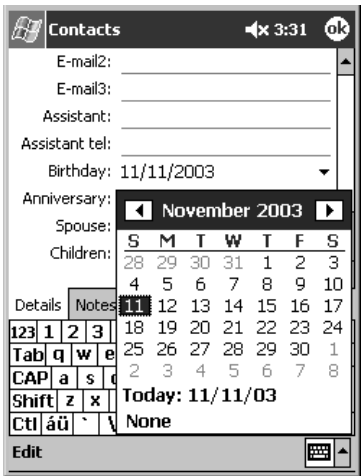 Contacts 3:31 ok
E-mail2:
E-mail3:
Assistant:
Assistant tel:
Birthday: 11/11/2003
Anniversary:
Spouse:
Children:
November 2003
S M T W T F S
28 29 30 31 1 2 3
4 5 6 7 8 9 10
11 12 13 14 15 16 17
18 19 20 21 22 23 24
25 26 27 28 29 30 1
2 3 4 5 6 7 8
Today: 11/11/03
None
Details Notes
123 1 2 3
Tab q w e
CAP a s d
Shift z x
Ctl áü ` \
Edit